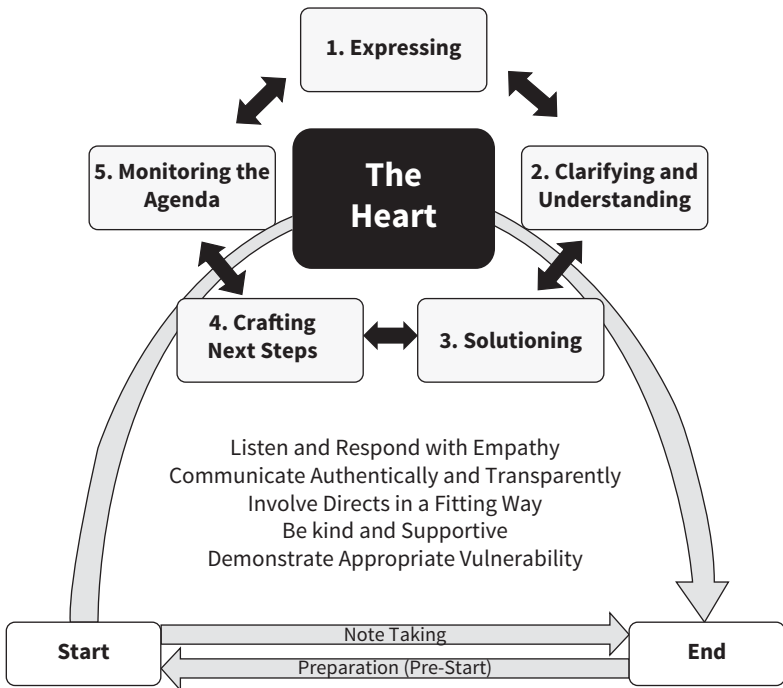 1. Expressing
5. Monitoring the
Agenda
The
Heart
2. Clarifying and
Understanding
4. Crafting
Next Steps
3. Solutioning
Listen and Respond with Empathy
Communicate Authentically and Transparently
Involve Directs in a Fitting Way
Be kind and Supportive
Demonstrate Appropriate Vulnerability
Start
Note Taking
Preparation (Pre-Start)
End